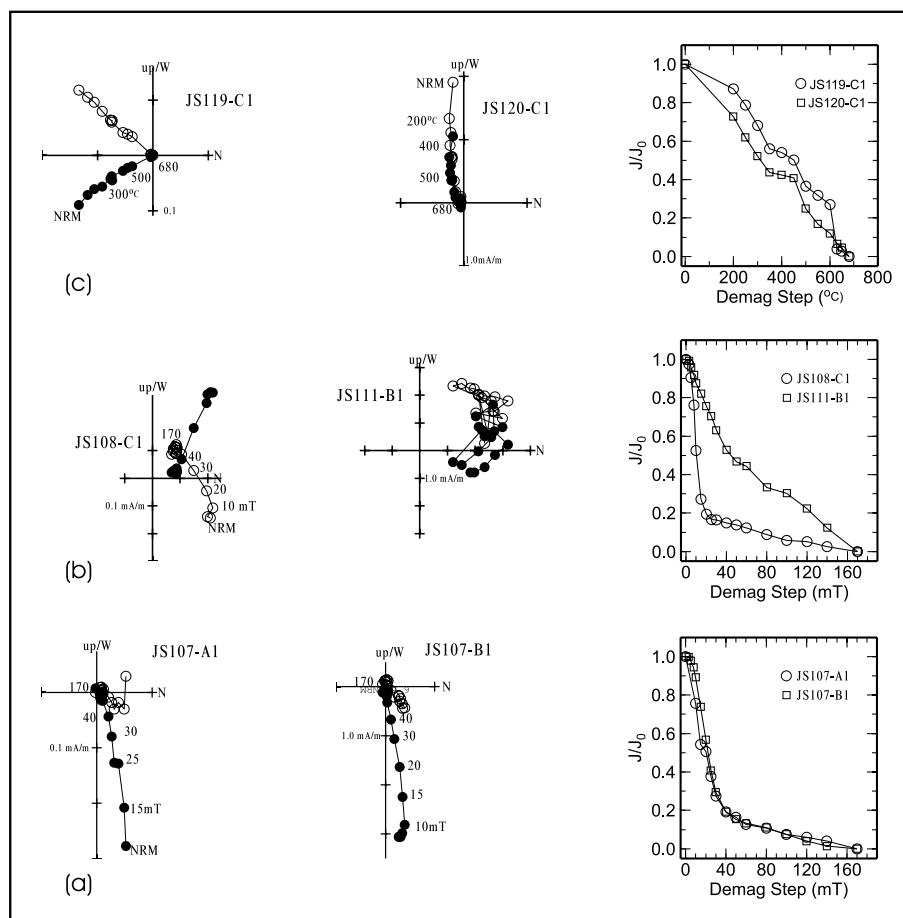 up/W
JS119-C1
N
680
500
300°C
NRM
0.1
(c)
up/W
NRM
JS120-C1
200°C
400
500
N
680
1.0mA/m
1.0
0.8
0.6
0.4
0.2
0.0
J/J0
JS119-C1
JS120-C1
0 200 400 600 800
Demag Step (°C)
up/W
JS108-C1
170
40
30
N
20
0.1 mA/m
10 mT
NRM
(b)
up/W
JS111-B1
N
1.0 mA/m
1.0
0.8
0.6
0.4
0.2
0.0
J/J0
JS108-C1
JS111-B1
0 40 80 120 160
Demag Step (mT)
up/W
JS107-A1
170
N
40
30
0.1 mA/m
25
15mT
NRM
(a)
up/W
JS107-B1
170
N
NRM
40
1.0 mA/m
30
20
15
10mT
1.0
0.8
0.6
0.4
0.2
0.0
J/J0
JS107-A1
JS107-B1
0 40 80 120 160
Demag Step (mT)